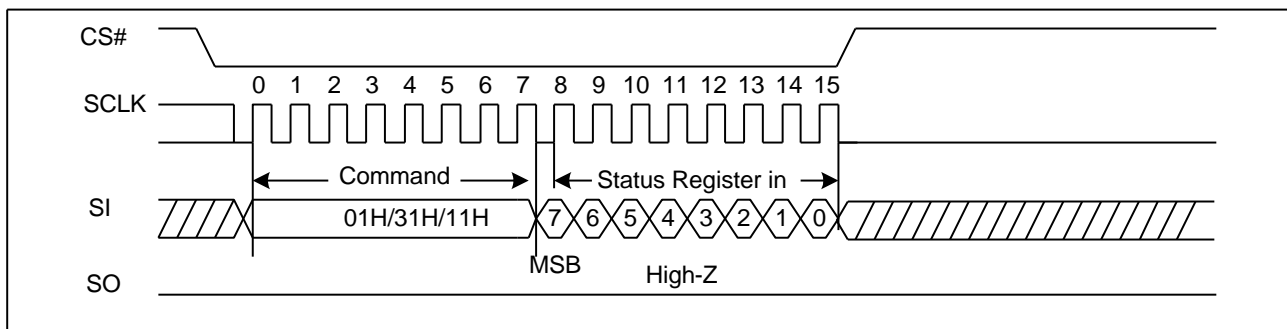 CS#
0 1 2 3 4 5 6 7 8 9 10 11 12 13 14 15
SCLK
Command Status Register in
SI 01H/31H/11H 7 6 5 4 3 2 1 0
MSB High-Z
SO